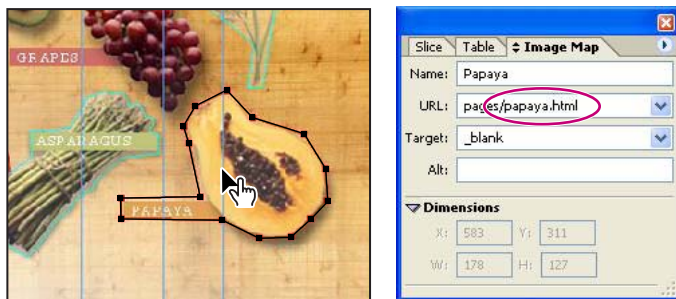 GRAPES
ASPARAGUS
PAPAYA
Slice Table Image Map
Name: Papaya
URL: pages/papaya.html
Target: _blank
Alt:
Dimensions
X: 583 Y: 311
W: 178 H: 127